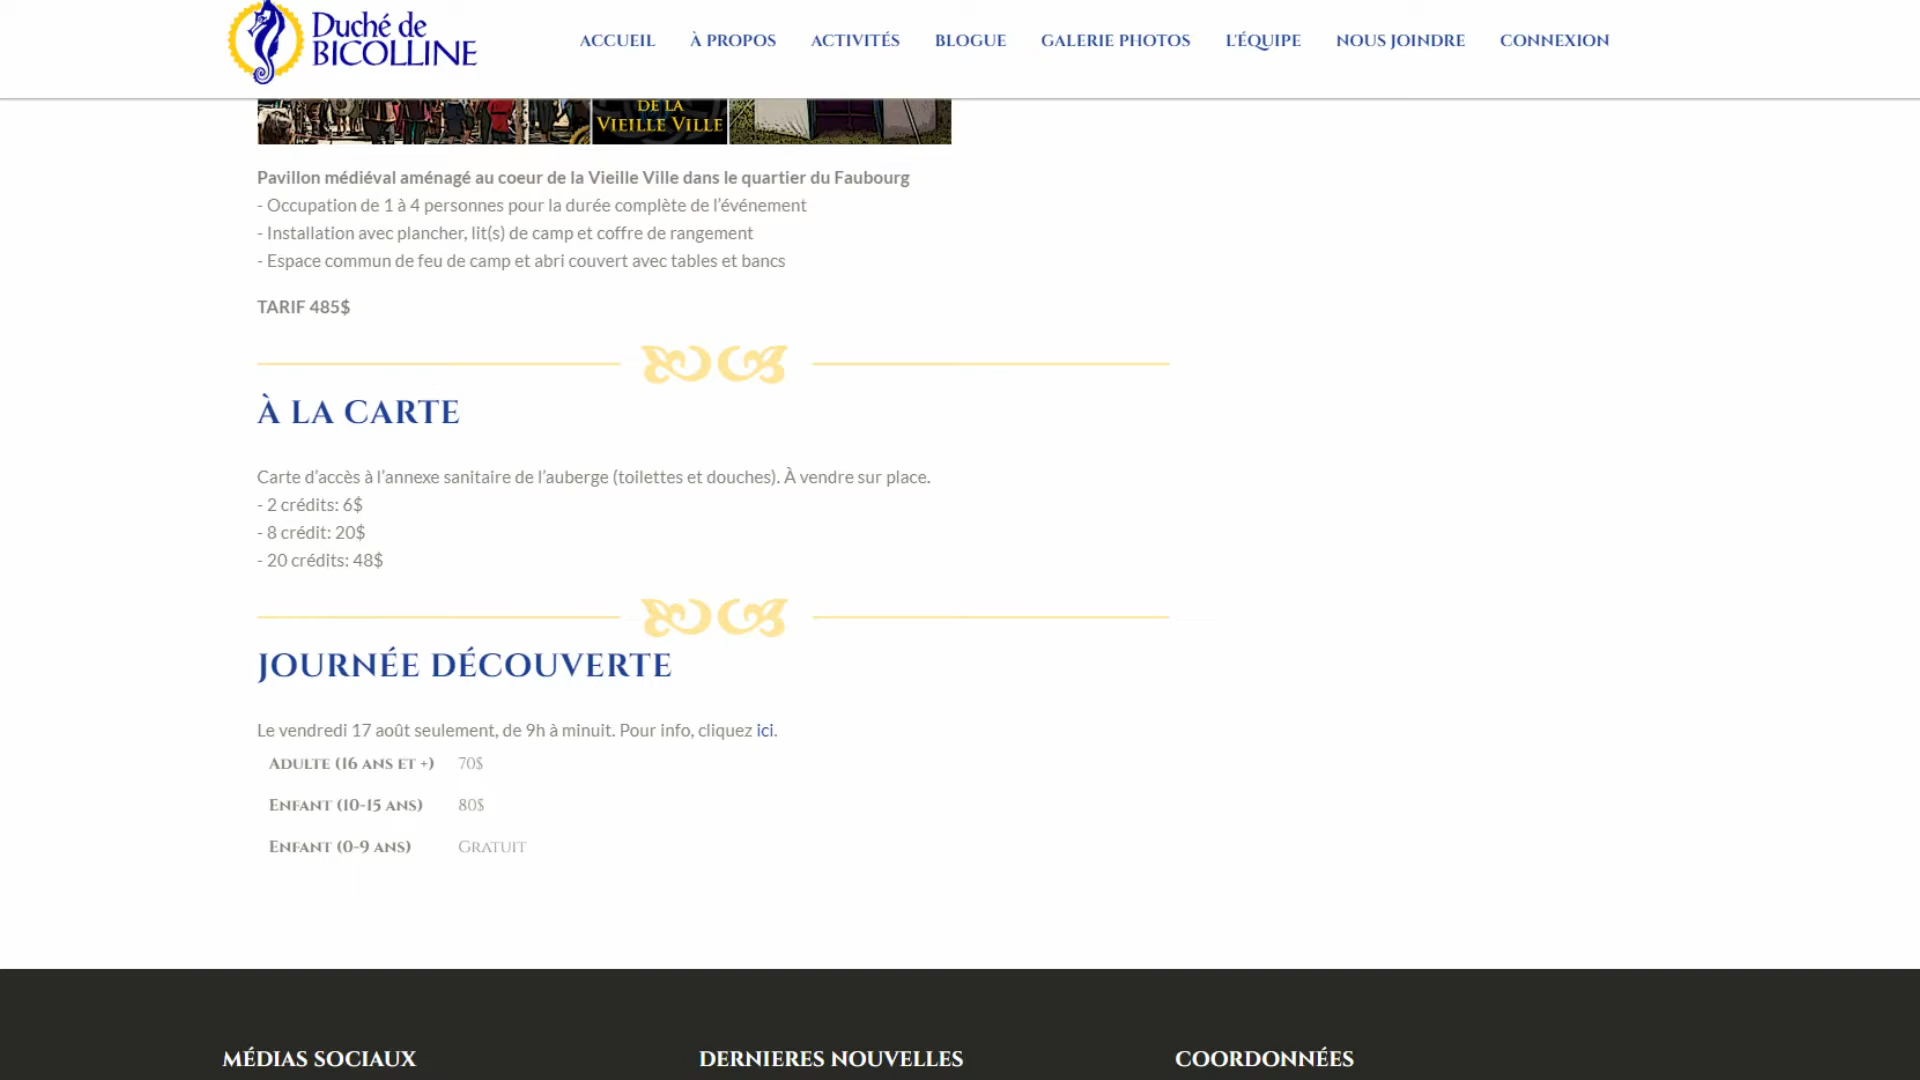 Duché de
BICOLLINE
ACCUEIL
À PROPOS
ACTIVITÉS
BLOGUE
GALERIE PHOTOS
L'ÉQUIPE
NOUS JOINDRE
CONNEXION
DE LA
VIEILLE VILLE
Pavillon médiéval aménagé au coeur de la Vieille Ville dans le quartier du Faubourg
- Occupation de 1 à 4 personnes pour la durée complète de l’événement
- Installation avec plancher, lit(s) de camp et coffre de rangement
- Espace commun de feu de camp et abri couvert avec tables et bancs
TARIF 485$
À LA CARTE
Carte d’accès à l’annexe sanitaire de l’auberge (toilettes et douches). À vendre sur place.
- 2 crédits: 6$
- 8 crédit: 20$
- 20 crédits: 48$
JOURNÉE DÉCOUVERTE
Le vendredi 17 août seulement, de 9h à minuit. Pour info, cliquez ici.
ADULTE (16 ANS ET +) 70$
ENFANT (10-15 ANS) 80$
ENFANT (0-9 ANS) GRATUIT
MÉDIAS SOCIAUX
DERNIERES NOUVELLES
COORDONNÉES